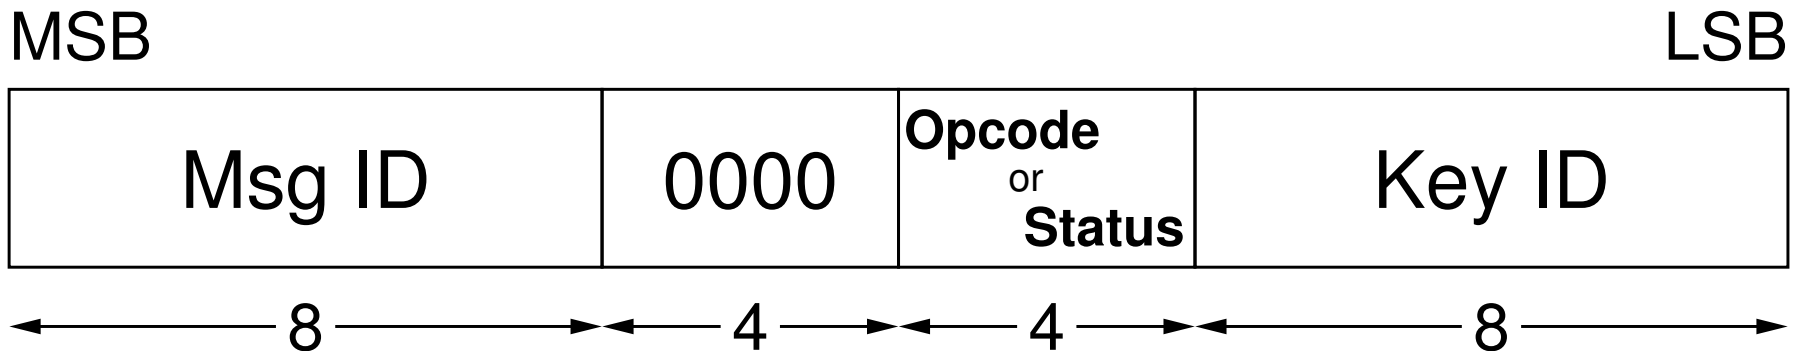 MSB LSB
Msg ID 0000 Opcode or Status Key ID
8 4 4 8